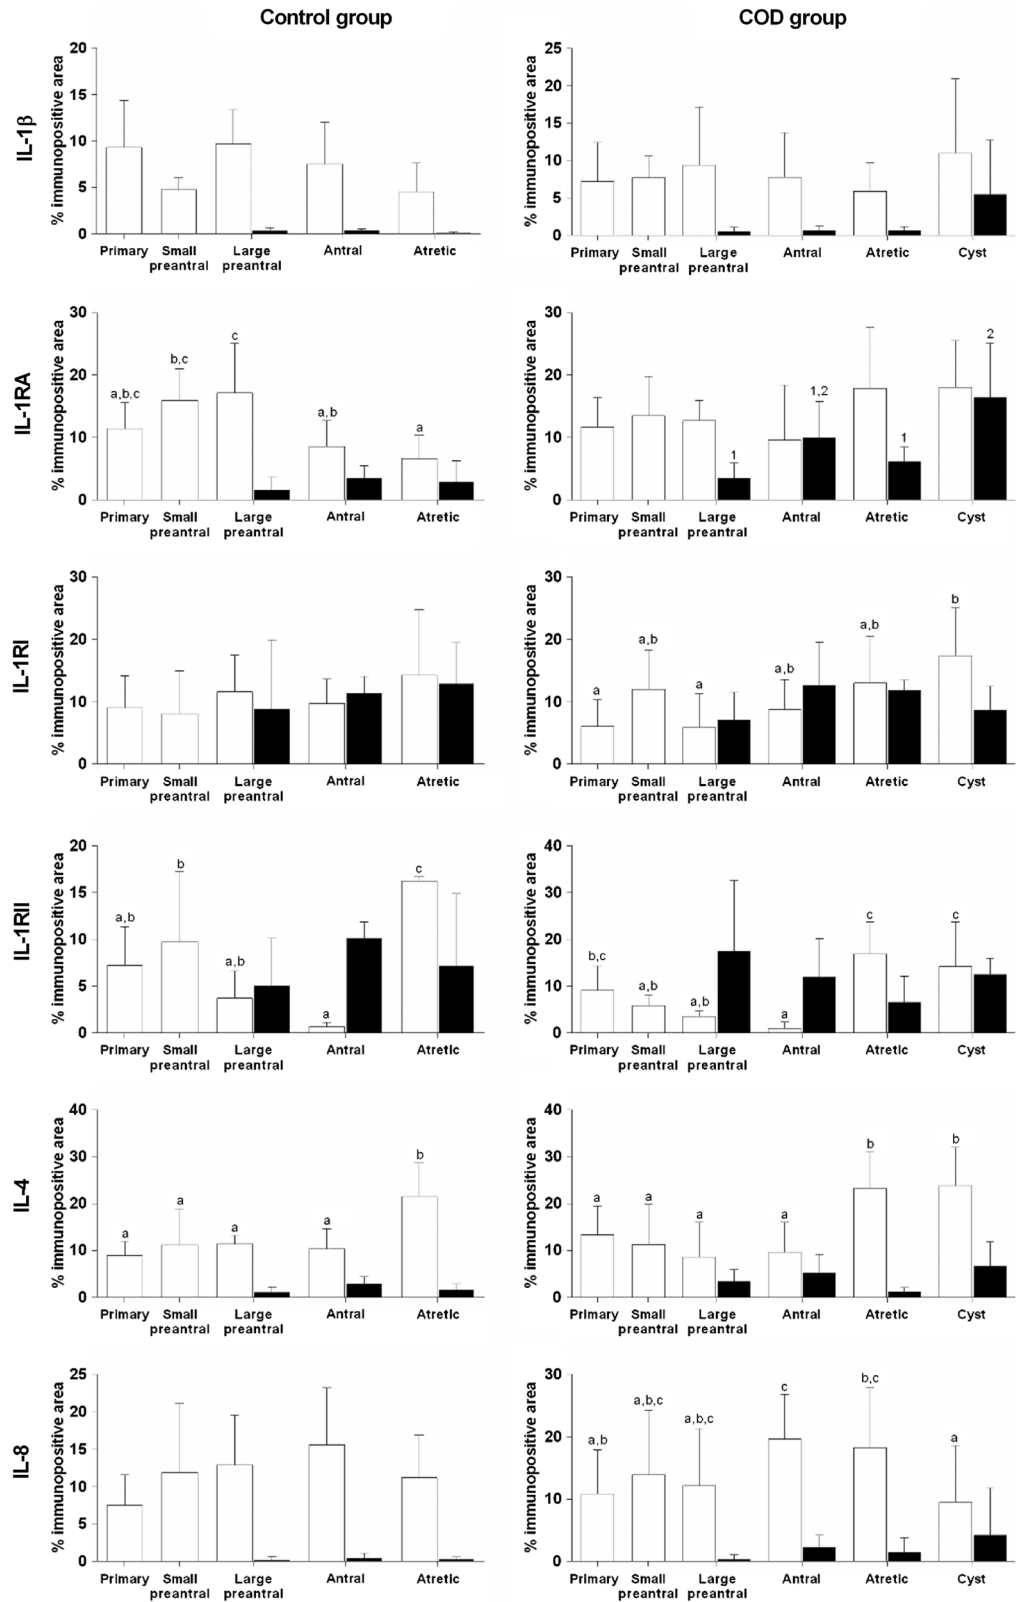 Control group
COD group
IL-1β
% immunopositive area
20
15
10
5
0
Primary
Small preantral
Large preantral
Antral
Atretic
% immunopositive area
25
20
15
10
5
0
Primary
Small preantral
Large preantral
Antral
Atretic
Cyst
IL-1RA
% immunopositive area
30
20
10
0
a,b,c
b,c
c
a,b
a
Primary
Small preantral
Large preantral
Antral
Atretic
% immunopositive area
30
20
10
0
1
1,2
1
2
Primary
Small preantral
Large preantral
Antral
Atretic
Cyst
IL-1RI
% immunopositive area
30
20
10
0
Primary
Small preantral
Large preantral
Antral
Atretic
% immunopositive area
30
20
10
0
a
a,b
a
a,b
a,b
b
Primary
Small preantral
Large preantral
Antral
Atretic
Cyst
IL-1RII
% immunopositive area
20
15
10
5
0
a,b
b
a,b
a
c
Primary
Small preantral
Large preantral
Antral
Atretic
% immunopositive area
40
30
20
10
0
b,c
a,b
a,b
a
c
c
Primary
Small preantral
Large preantral
Antral
Atretic
Cyst
IL-4
% immunopositive area
40
30
20
10
0
a
a
a
a
b
Primary
Small preantral
Large preantral
Antral
Atretic
% immunopositive area
40
30
20
10
0
a
a
a
a
b
b
Primary
Small preantral
Large preantral
Antral
Atretic
Cyst
IL-8
% immunopositive area
25
20
15
10
5
0
Primary
Small preantral
Large preantral
Antral
Atretic
% immunopositive area
30
20
10
0
a,b
a,b,c
a,b,c
c
b,c
a
Primary
Small preantral
Large preantral
Antral
Atretic
Cyst